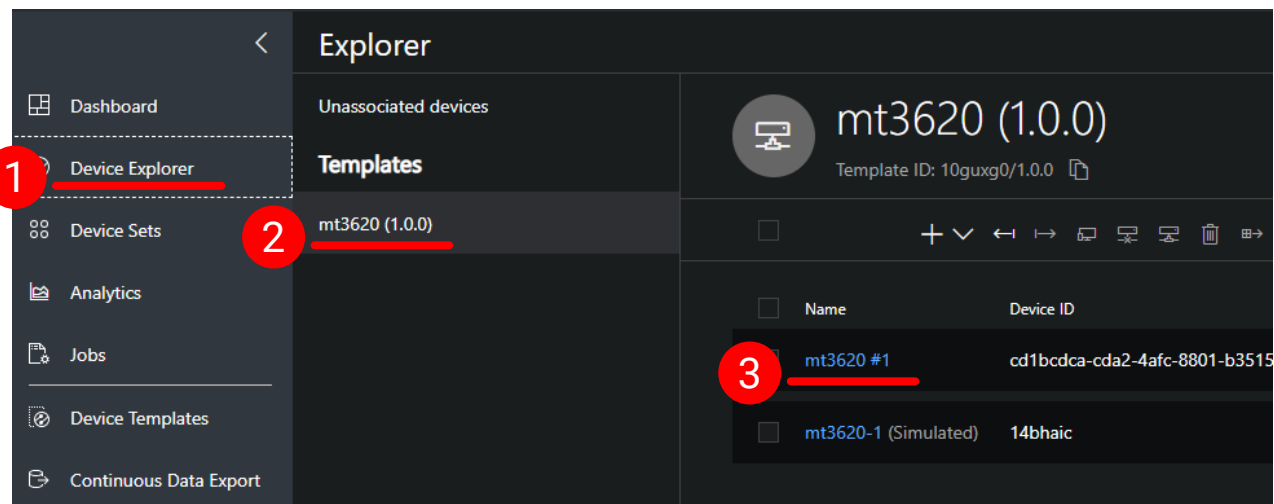 Explorer
Dashboard
1 Device Explorer
Device Sets
Analytics
Jobs
Device Templates
Continuous Data Export
Unassociated devices
Templates
2 mt3620 (1.0.0)
mt3620 (1.0.0)
Template ID: 10guxg0/1.0.0
Name Device ID
3 mt3620 #1 cd1bcdca-cda2-4afc-8801-b3515
mt3620-1 (Simulated) 14bhaic